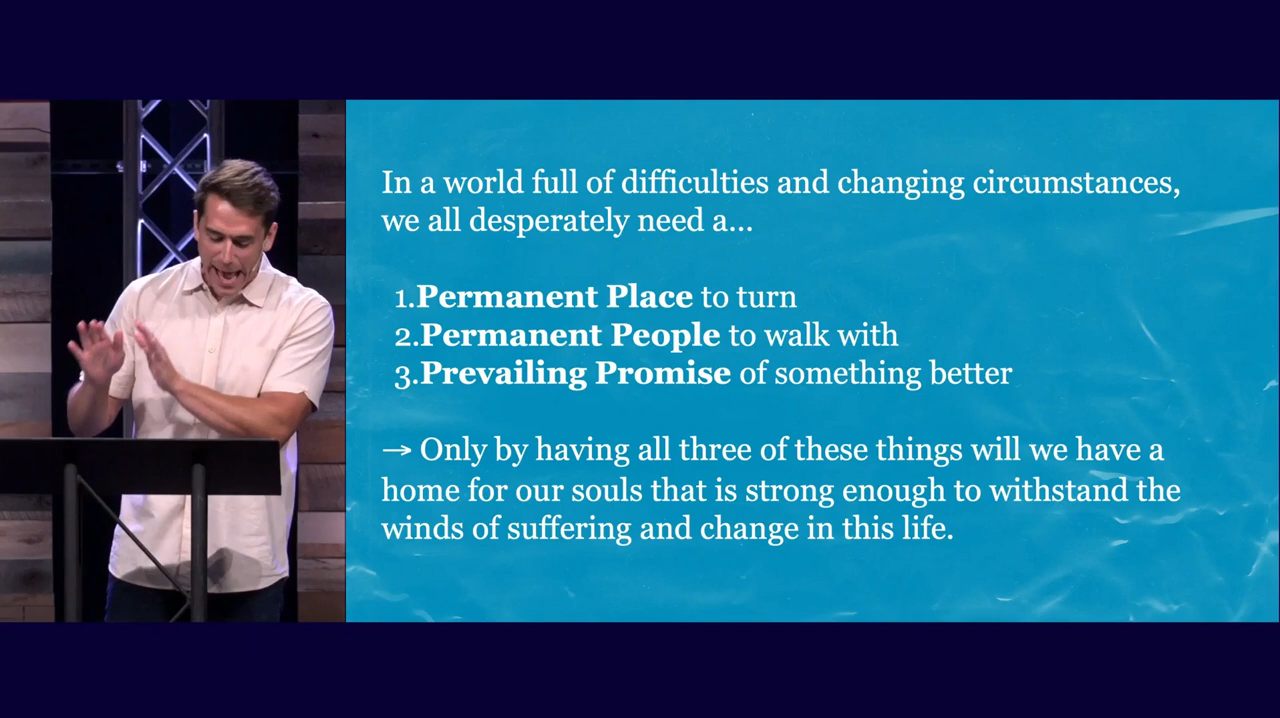 In a world full of difficulties and changing circumstances,
we all desperately need a...
1.Permanent Place to turn
2.Permanent People to walk with
3.Prevailing Promise of something better
→ Only by having all three of these things will we have a
home for our souls that is strong enough to withstand the
winds of suffering and change in this life.